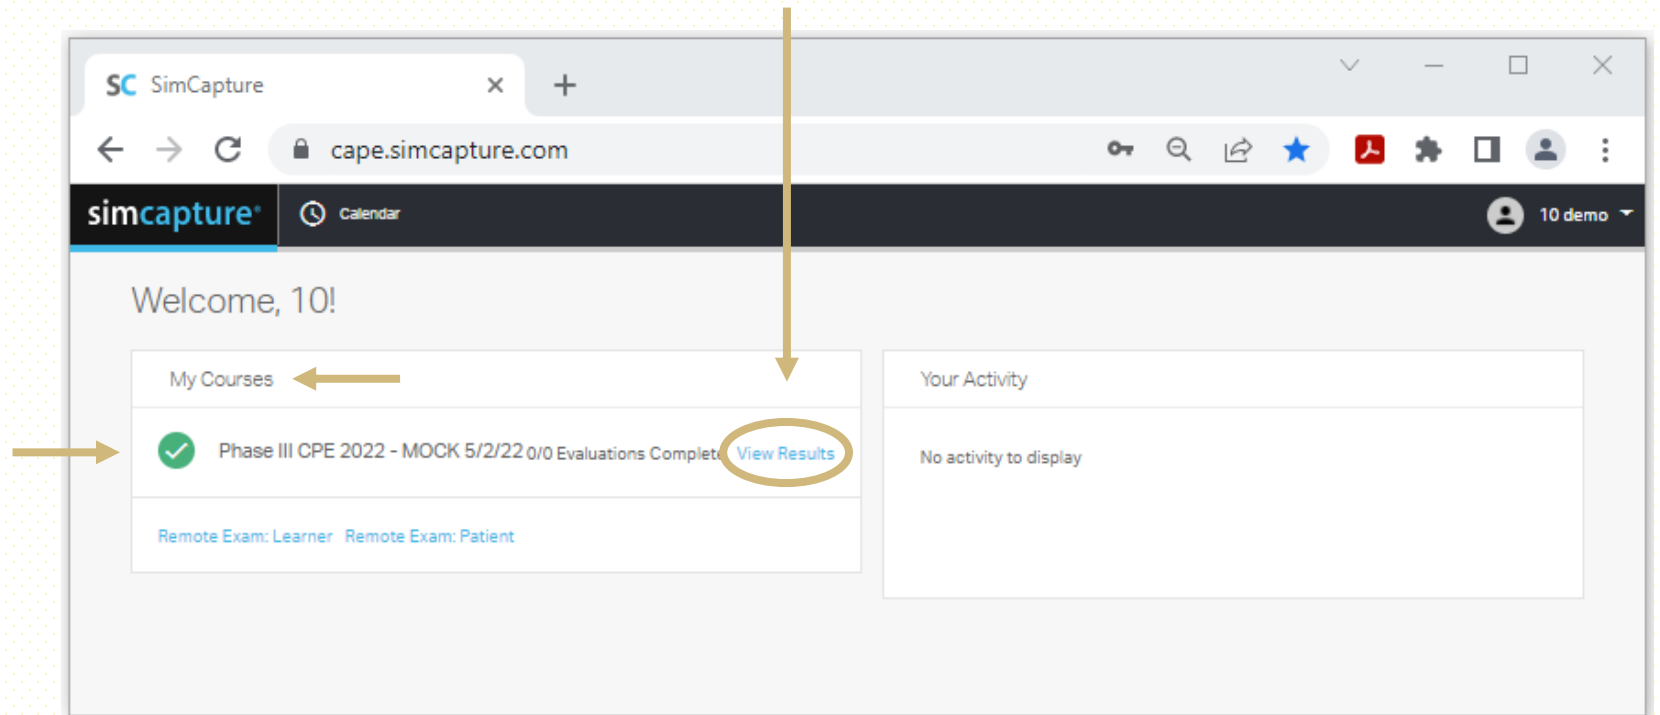 SC SimCapture
cape.simcapture.com
simcapture Calendar 10 demo
Welcome, 10!
My Courses
Phase III CPE 2022 - MOCK 5/2/22 0/0 Evaluations Complete View Results
Remote Exam: Learner Remote Exam: Patient
Your Activity
No activity to display